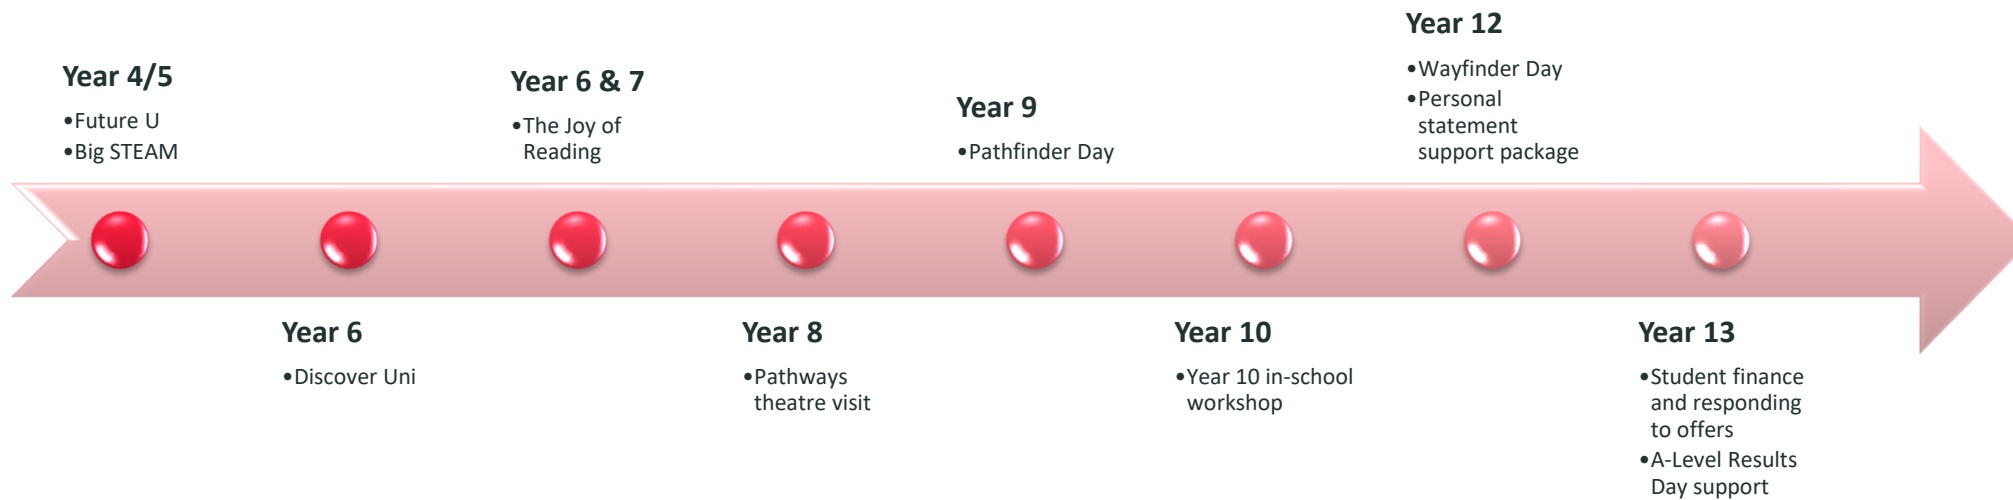 Year 4/5
•Future U
•Big STEAM
Year 6
•Discover Uni
Year 6 & 7
•The Joy of
Reading
Year 8
•Pathways
theatre visit
Year 9
•Pathfinder Day
Year 10
•Year 10 in-school
workshop
Year 12
•Wayfinder Day
•Personal
statement
support package
Year 13
•Student finance
and responding
to offers
•A-Level Results
Day support